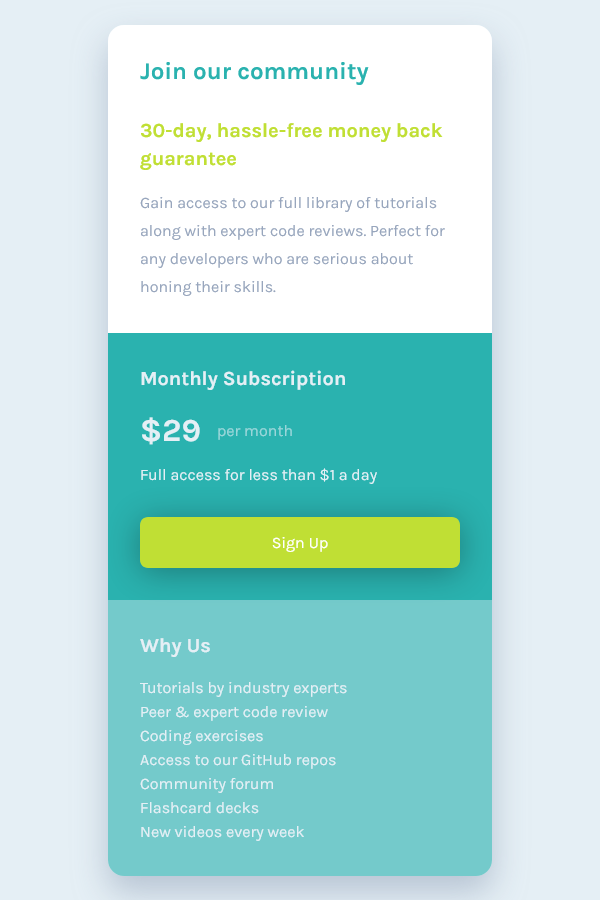 Join our community
30-day, hassle-free money back
guarantee
Gain access to our full library of tutorials
along with expert code reviews. Perfect for
any developers who are serious about
honing their skills.
Monthly Subscription
$29 per month
Full access for less than $1 a day
Sign Up
Why Us
Tutorials by industry experts
Peer & expert code review
Coding exercises
Access to our GitHub repos
Community forum
Flashcard decks
New videos every week